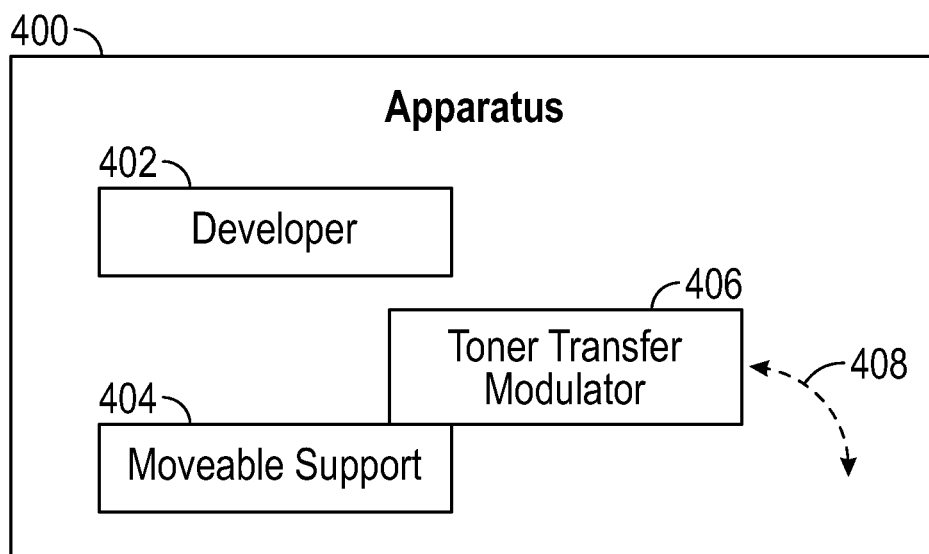 400
Apparatus
402
Developer
406
Toner Transfer
Modulator
408
404
Moveable Support